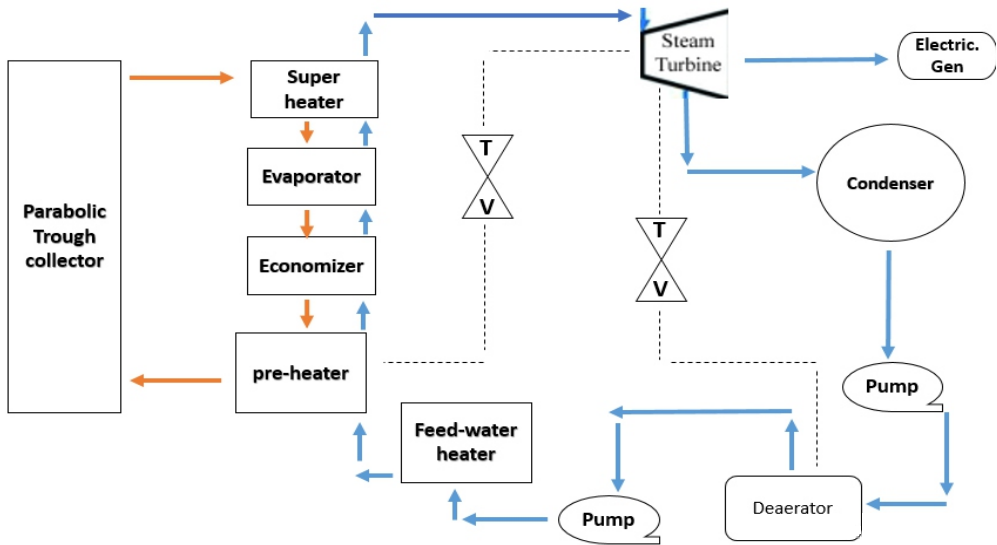 Steam
Turbine
Electric.
Gen
Super
heater
T
V
Evaporator
Condenser
Parabolic
Trough
collector
T
V
Economizer
pre-heater
Pump
Feed-water
heater
Deaerator
Pump